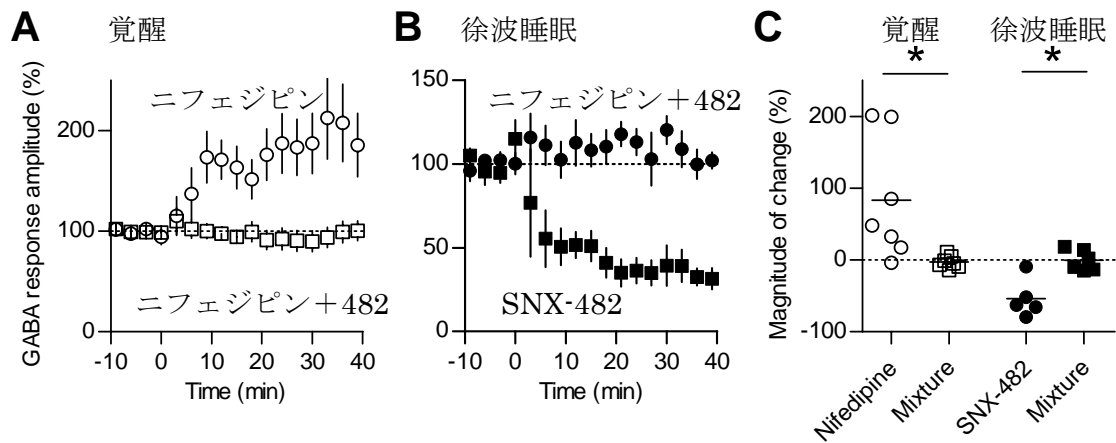 A
覚醒
GABA response amplitude (%)
200
100
0
ニフェジピン
ニフェジピン+482
-10 0 10 20 30 40
Time (min)
B
徐波睡眠
150
100
50
0
ニフェジピン+482
SNX-482
-10 0 10 20 30 40
Time (min)
C
覚醒
徐波睡眠
*
*
Magnitude of change (%)
200
100
0
-100
Nifedipine
Mixture
SNX-482
Mixture